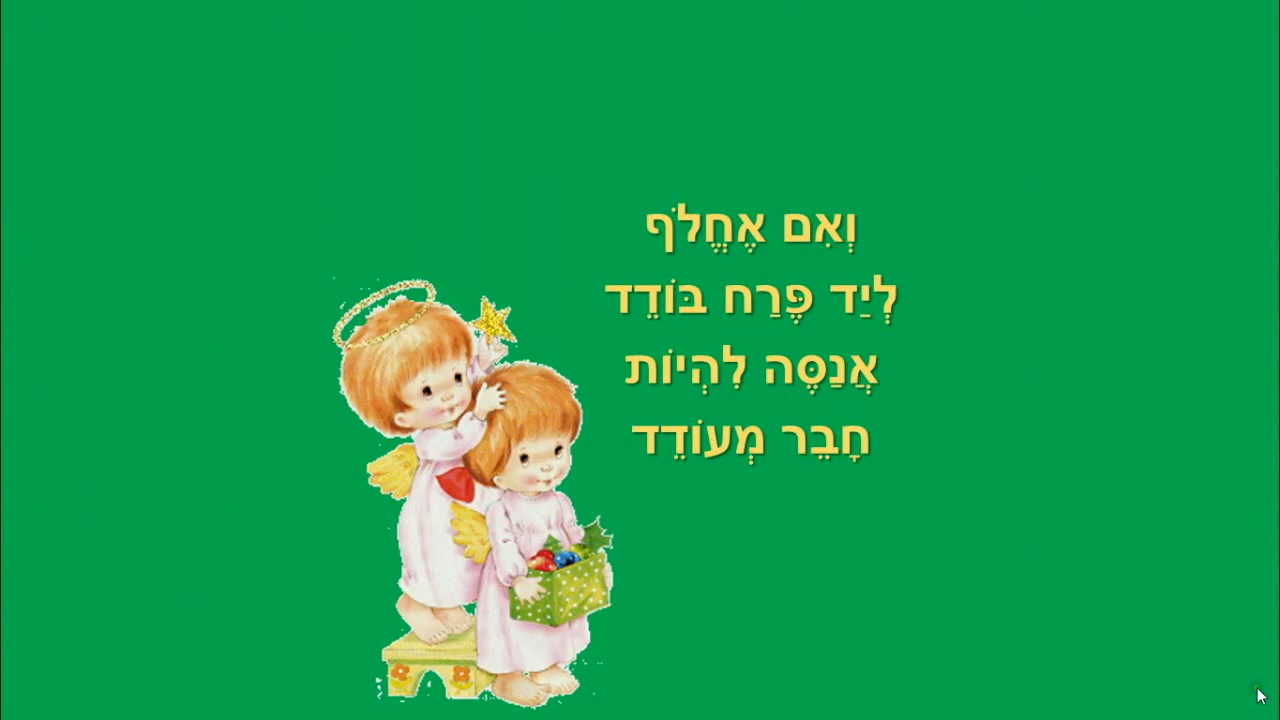 וְאִם אֶחֱלֹף
לְיַד פֶּרַח בּוֹדֵד
אֲנַסֶּה לִהְיוֹת
חָבֵר מְעוֹדֵד